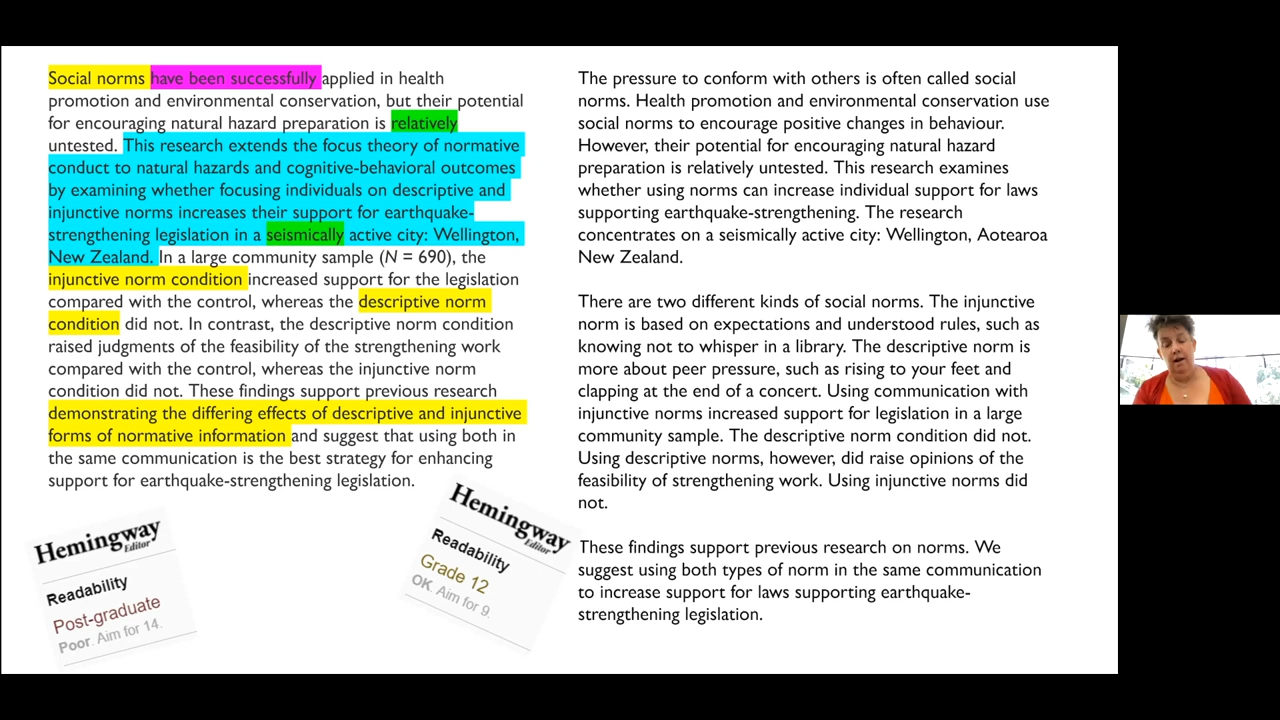 Social norms have been successfully applied in health
promotion and environmental conservation, but their potential
for encouraging natural hazard preparation is relatively
untested. This research extends the focus theory of normative
conduct to natural hazards and cognitive-behavioral outcomes
by examining whether focusing individuals on descriptive and
injunctive norms increases their support for earthquake-
strengthening legislation in a seismically active city: Wellington,
New Zealand. In a large community sample (N = 690), the
injunctive norm condition increased support for the legislation
compared with the control, whereas the descriptive norm
condition did not. In contrast, the descriptive norm condition
raised judgments of the feasibility of the strengthening work
compared with the control, whereas the injunctive norm
condition did not. These findings support previous research
demonstrating the differing effects of descriptive and injunctive
forms of normative information and suggest that using both in
the same communication is the best strategy for enhancing
support for earthquake-strengthening legislation.
Hemingway
Editor
Readability
Post-graduate
Poor. Aim for 14.
Hemingway
Editor
Readability
Grade 12
OK. Aim for 9.
The pressure to conform with others is often called social
norms. Health promotion and environmental conservation use
social norms to encourage positive changes in behaviour.
However, their potential for encouraging natural hazard
preparation is relatively untested. This research examines
whether using norms can increase individual support for laws
supporting earthquake-strengthening. The research
concentrates on a seismically active city: Wellington, Aotearoa
New Zealand.
There are two different kinds of social norms. The injunctive
norm is based on expectations and understood rules, such as
knowing not to whisper in a library. The descriptive norm is
more about peer pressure, such as rising to your feet and
clapping at the end of a concert. Using communication with
injunctive norms increased support for legislation in a large
community sample. The descriptive norm condition did not.
Using descriptive norms, however, did raise opinions of the
feasibility of strengthening work. Using injunctive norms did
not.
These findings support previous research on norms. We
suggest using both types of norm in the same communication
to increase support for laws supporting earthquake-
strengthening legislation.